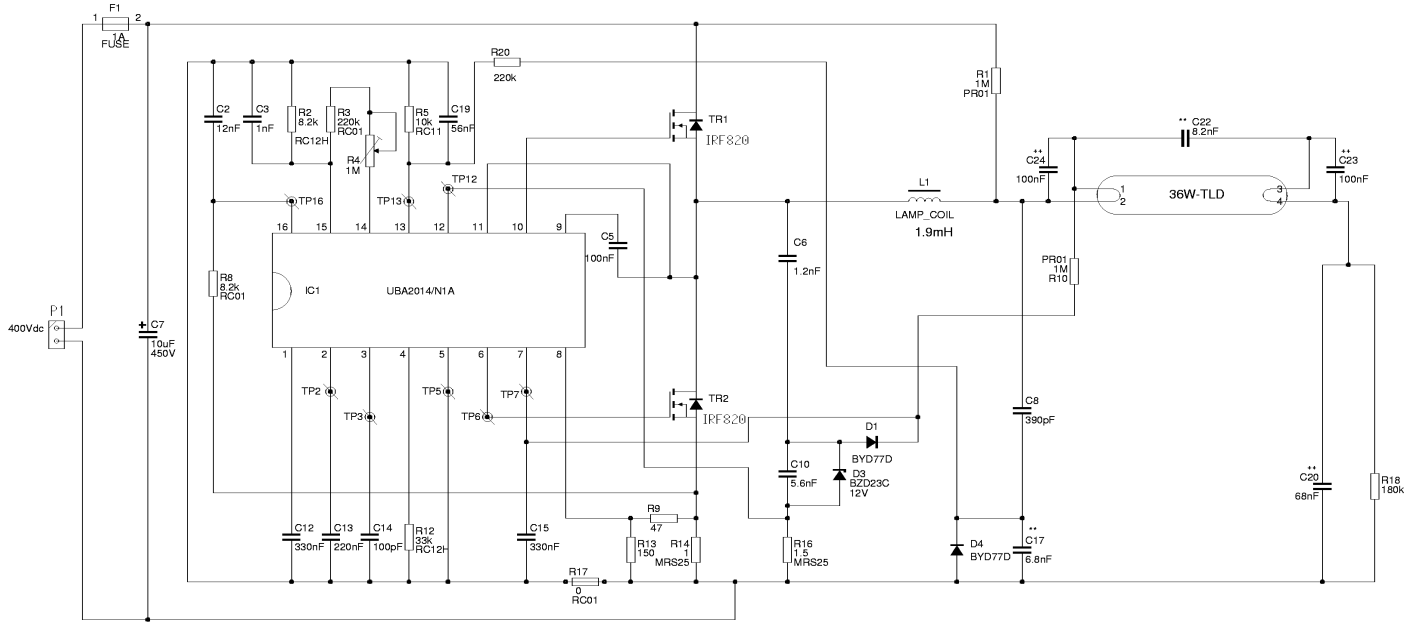 F1
1
2
1A
FUSE
R20
220k
R1
1M
PR01
C2
12nF
C3
1nF
R2
8.2k
RC12H
R3
220k
RC01
R4
1M
R5
10k
RC11
C19
56nF
TR1
IRF820
** C22
8.2nF
++
C24
100nF
++
C23
100nF
1
2
36W-TLD
3
4
TP16
TP13
TP12
L1
LAMP_COIL
1.9mH
16
15
14
13
12
11
10
9
C5
100nF
C6
1.2nF
R8
8.2k
RC01
IC1
UBA2014/N1A
PR01
1M
R10
P1
400Vdc
C7
10uF
450V
+
1
2
3
4
5
6
7
8
TP2
TP3
TP5
TP6
TP7
TR2
IRF820
C8
390pF
D1
BYD77D
C10
5.6nF
D3
BZD23C
12V
++
C20
68nF
R18
180k
C12
330nF
C13
220nF
C14
100pF
R12
33k
RC12H
C15
330nF
R9
47
R13
150
R14
1
MRS25
R16
1.5
MRS25
D4
BYD77D
**
C17
6.8nF
R17
0
RC01